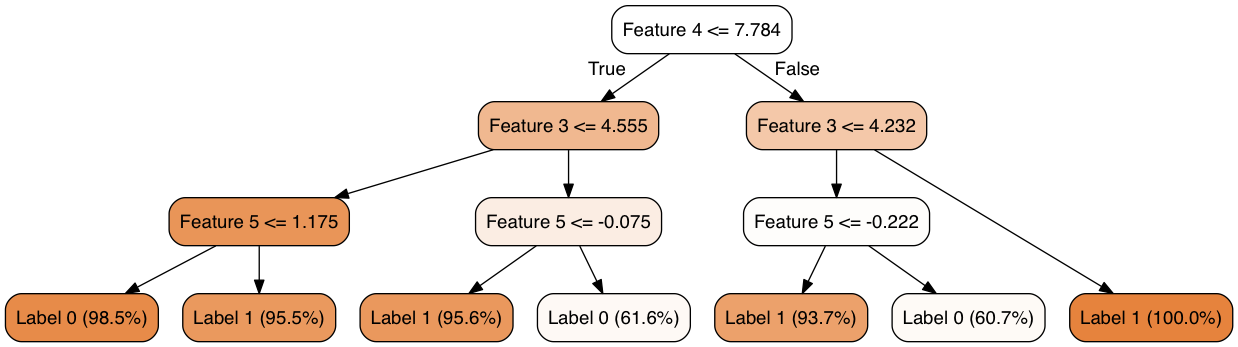 Feature 4 <= 7.784
True
False
Feature 3 <= 4.555
Feature 3 <= 4.232
Feature 5 <= 1.175
Feature 5 <= -0.075
Feature 5 <= -0.222
Label 0 (98.5%)
Label 1 (95.5%)
Label 1 (95.6%)
Label 0 (61.6%)
Label 1 (93.7%)
Label 0 (60.7%)
Label 1 (100.0%)